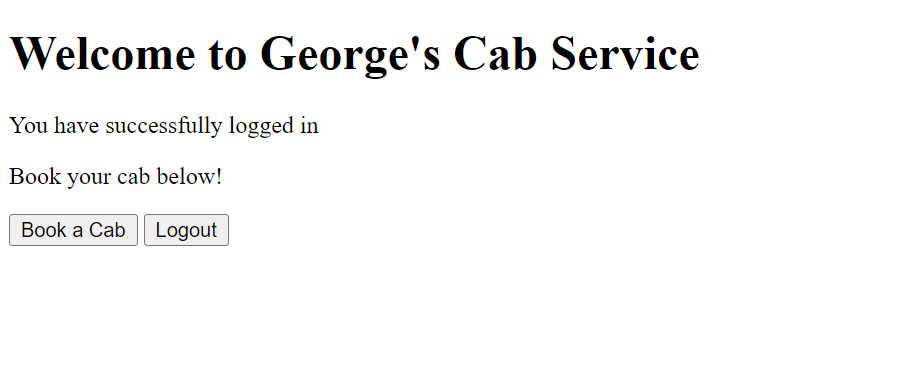 Welcome to George's Cab Service
You have successfully logged in
Book your cab below!
Book a Cab Logout